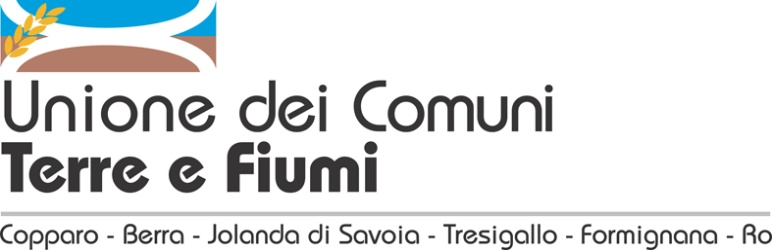 Unione dei Comuni
Terre e Fiumi
Copparo - Berra - Jolanda di Savoia - Tresigallo - Formignana - Ro